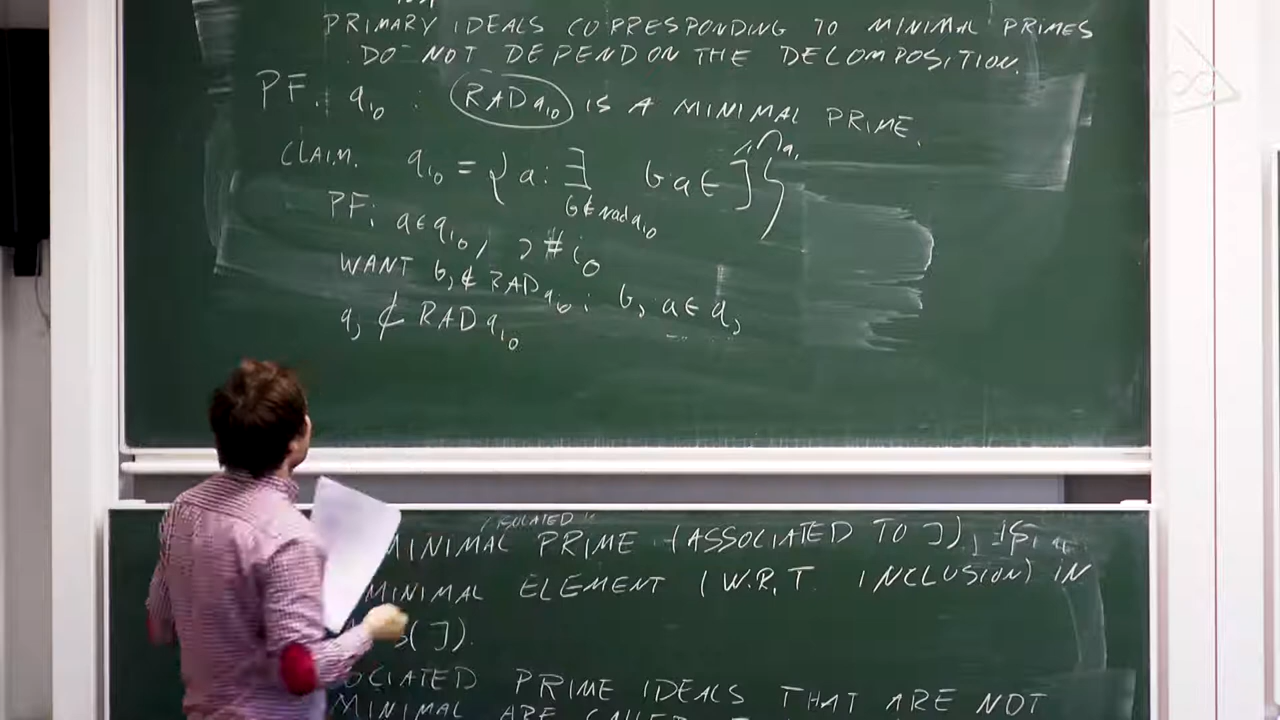 PRIMARY IDEALS CORRESPONDING TO MINIMAL PRIMES
DO NOT DEPEND ON THE DECOMPOSITION.
PF. q_{i_0} : RAD q_{i_0} IS A MINIMAL PRIME.
CLAIM. q_{i_0} = { a : ∃ b∉rad q_{i_0} ba ∈ J } = ∩ q_i
PF: a∈q_{i_0}, j ≠ i_0
WANT b_j ∉ RAD q_{i_0} : b_j a ∈ q_j
q_j ⊄ RAD q_{i_0}
ISOLATED
MINIMAL PRIME (ASSOCIATED TO J) IS a
MINIMAL ELEMENT (W.R.T. INCLUSION) IN
S(J).
OCIATED PRIME IDEALS THAT ARE NOT
MINIMAL ARE CALLED